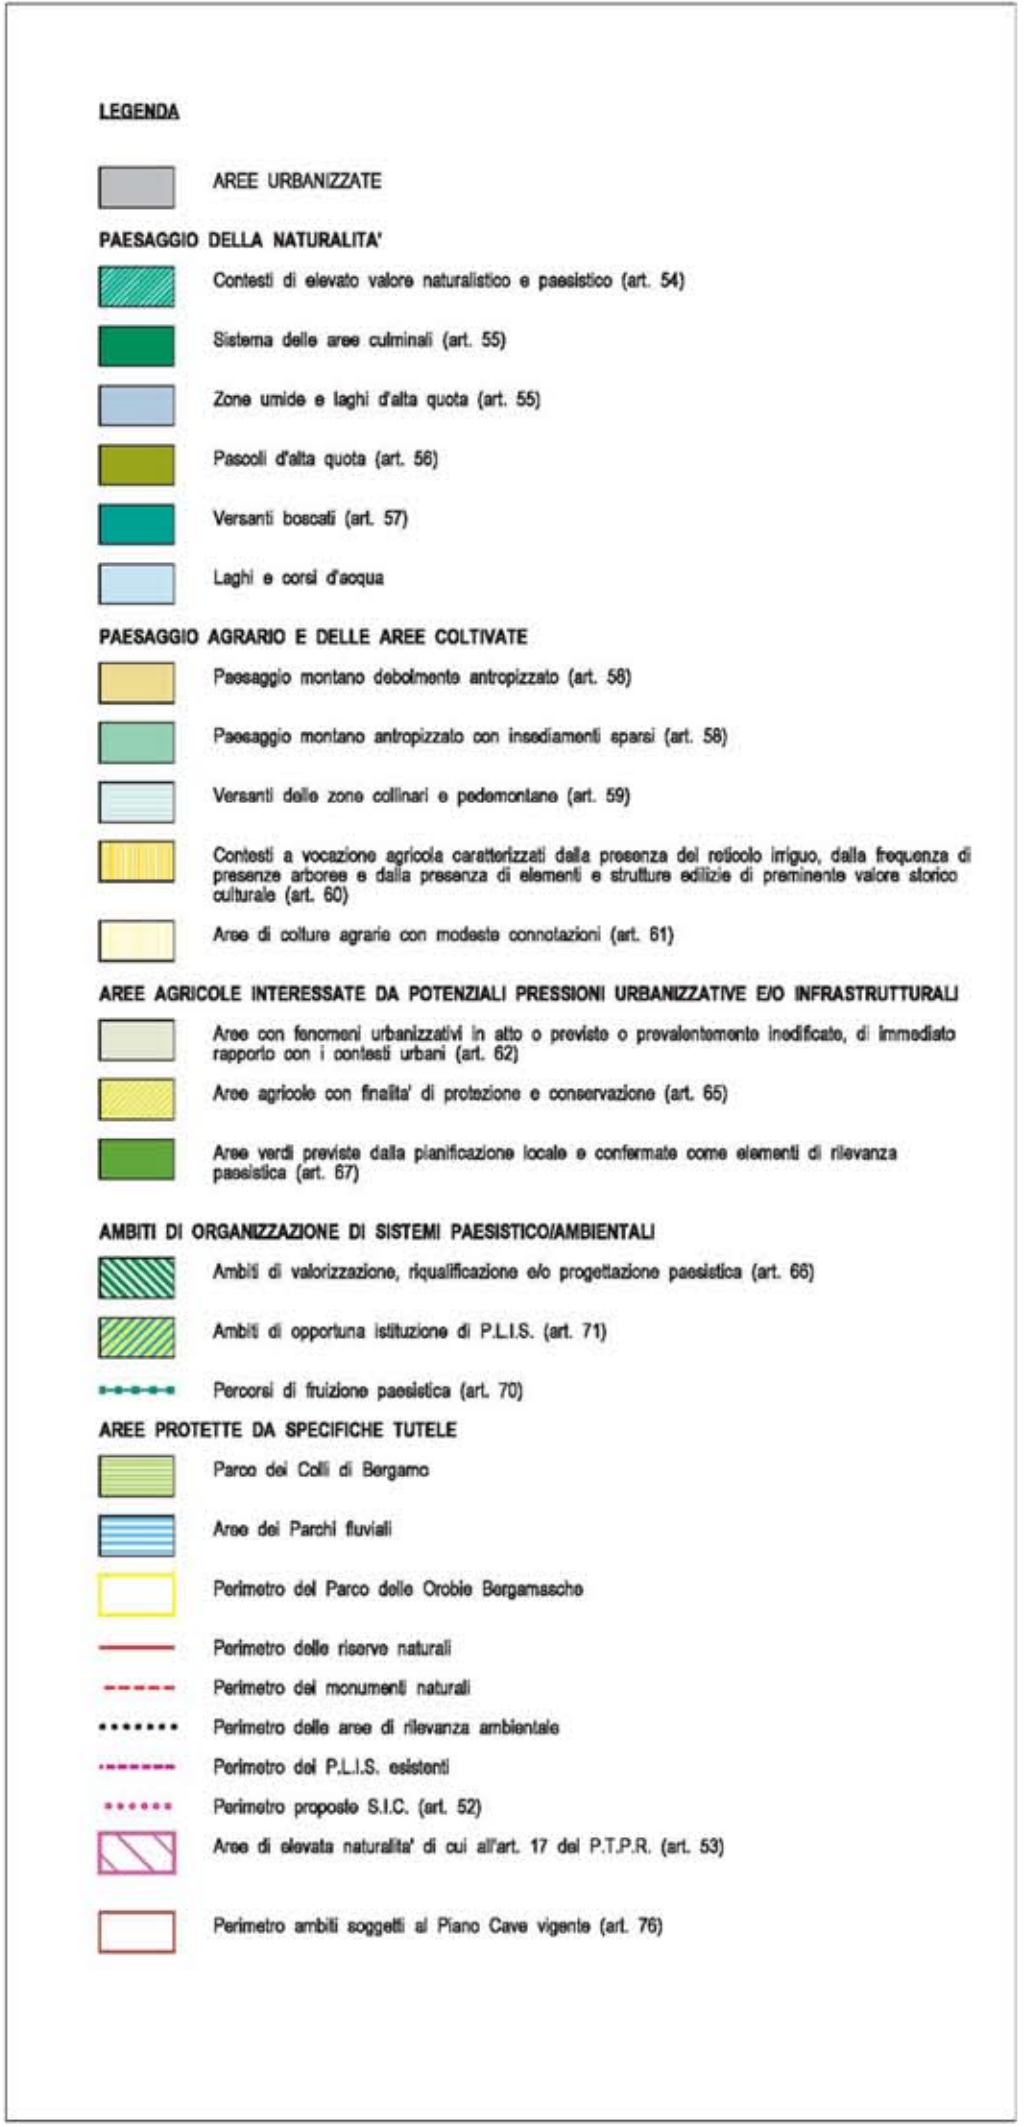 LEGENDA
AREE URBANIZZATE
PAESAGGIO DELLA NATURALITA'
Contesti di elevato valore naturalistico e paesistico (art. 54)
Sistema delle aree culminali (art. 55)
Zone umide e laghi d'alta quota (art. 55)
Pascoli d'alta quota (art. 56)
Versanti boscati (art. 57)
Laghi e corsi d'acqua
PAESAGGIO AGRARIO E DELLE AREE COLTIVATE
Paesaggio montano debolmente antropizzato (art. 58)
Paesaggio montano antropizzato con insediamenti sparsi (art. 58)
Versanti delle zone collinari e pedemontane (art. 59)
Contesti a vocazione agricola caratterizzati dalla presenza del reticolo irriguo, dalla frequenza di
presenze arboree e dalla presenza di elementi e strutture edilizie di preminente valore storico
culturale (art. 60)
Aree di colture agrarie con modeste connotazioni (art. 61)
AREE AGRICOLE INTERESSATE DA POTENZIALI PRESSIONI URBANIZZATIVE E/O INFRASTRUTTURALI
Aree con fenomeni urbanizzativi in atto o previste o prevalentemente inedificate, di immediato
rapporto con i contesti urbani (art. 62)
Aree agricole con finalita' di protezione e conservazione (art. 65)
Aree verdi previste dalla pianificazione locale e confermate come elementi di rilevanza
paesistica (art. 67)
AMBITI DI ORGANIZZAZIONE DI SISTEMI PAESISTICO/AMBIENTALI
Ambiti di valorizzazione, riqualificazione e/o progettazione paesistica (art. 66)
Ambiti di opportuna istituzione di P.L.I.S. (art. 71)
Percorsi di fruizione paesistica (art. 70)
AREE PROTETTE DA SPECIFICHE TUTELE
Parco dei Colli di Bergamo
Aree dei Parchi fluviali
Perimetro del Parco delle Orobie Bergamasche
Perimetro delle riserve naturali
Perimetro dei monumenti naturali
Perimetro delle aree di rilevanza ambientale
Perimetro dei P.L.I.S. esistenti
Perimetro proposte S.I.C. (art. 52)
Aree di elevata naturalita' di cui all'art. 17 del P.T.P.R. (art. 53)
Perimetro ambiti soggetti al Piano Cave vigente (art. 76)